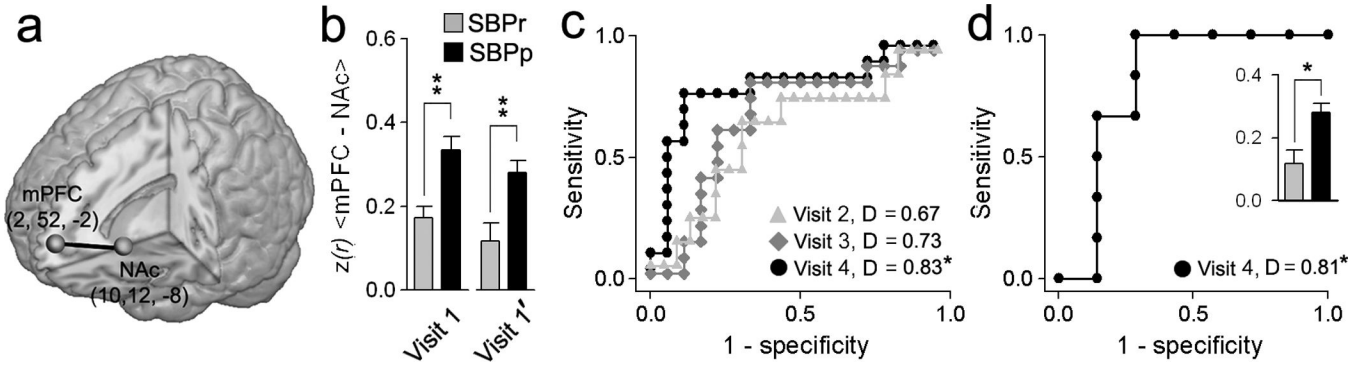 a
mPFC
(2, 52, -2)
NAc
(10,12, -8)
b
SBPr
SBPp
z(r) <mPFC - NAc>
0.6
0.4
0.2
0.0
**
**
Visit 1
Visit 1′
c
Sensitivity
1.0
0.5
0.0
Visit 2, D = 0.67
Visit 3, D = 0.73
Visit 4, D = 0.83*
0.0 0.5 1.0
1 - specificity
d
Sensitivity
1.0
0.5
0.0
0.4
0.2
0.0
*
Visit 4, D = 0.81*
0.0 0.5 1.0
1 - specificity